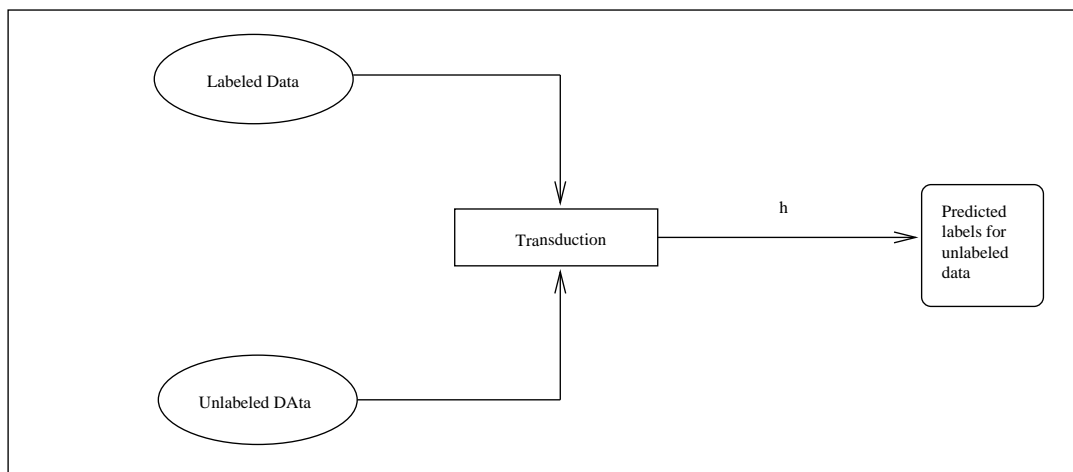 Labeled Data
Transduction
h
Predicted
labels for
unlabeled
data
Unlabeled DAta